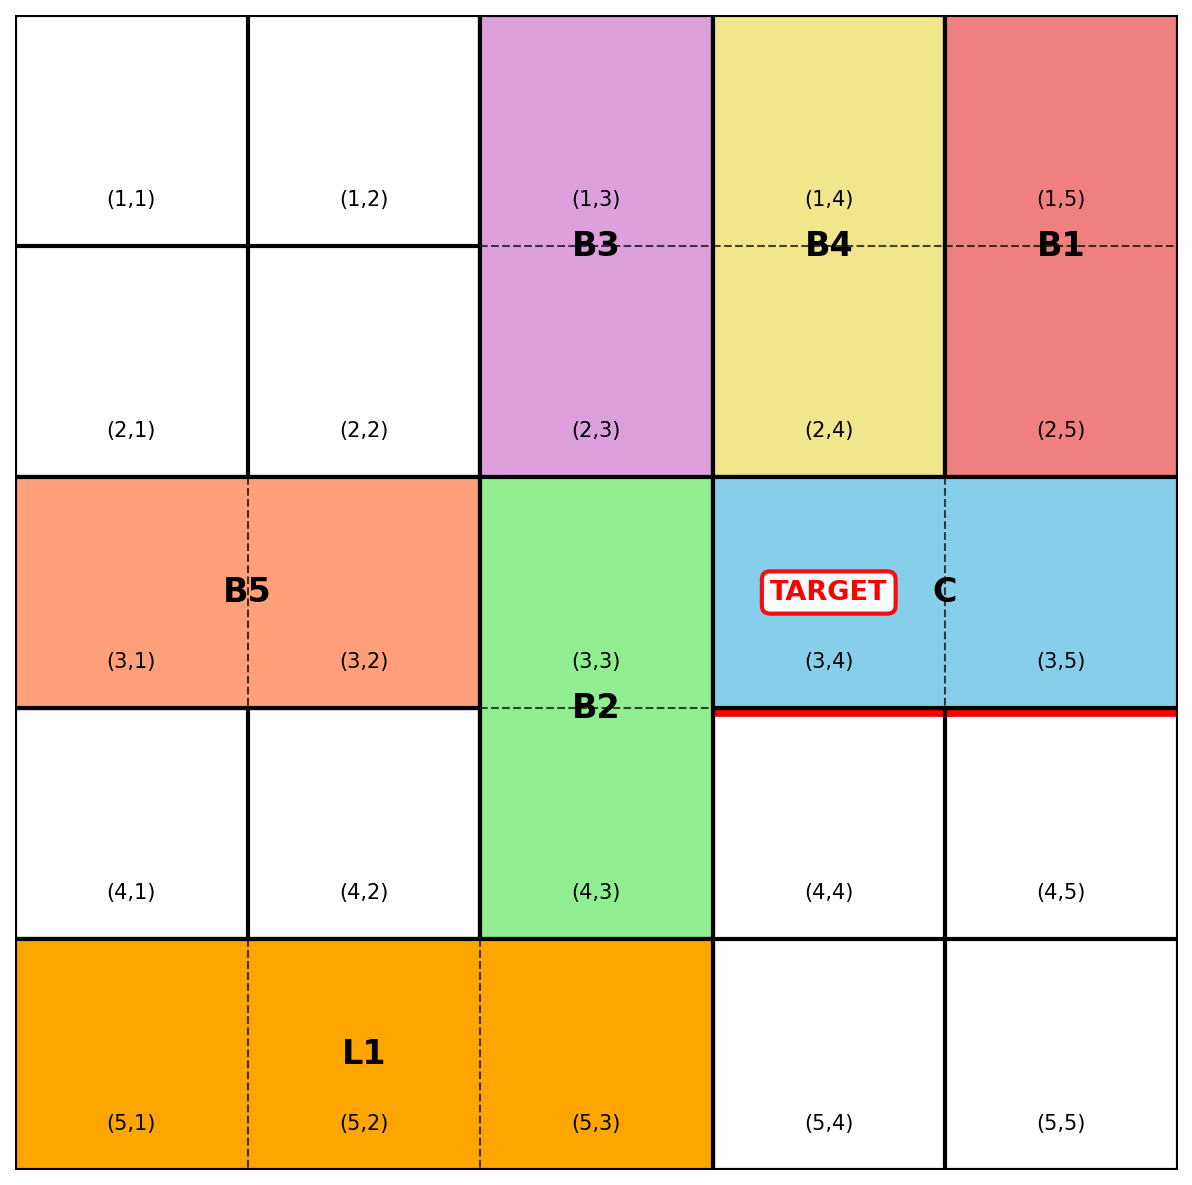 (1,1) (1,2) (1,3) (1,4) (1,5)
B3 B4 B1
(2,1) (2,2) (2,3) (2,4) (2,5)
B5 TARGET C
(3,1) (3,2) (3,3) (3,4) (3,5)
B2
(4,1) (4,2) (4,3) (4,4) (4,5)
L1
(5,1) (5,2) (5,3) (5,4) (5,5)